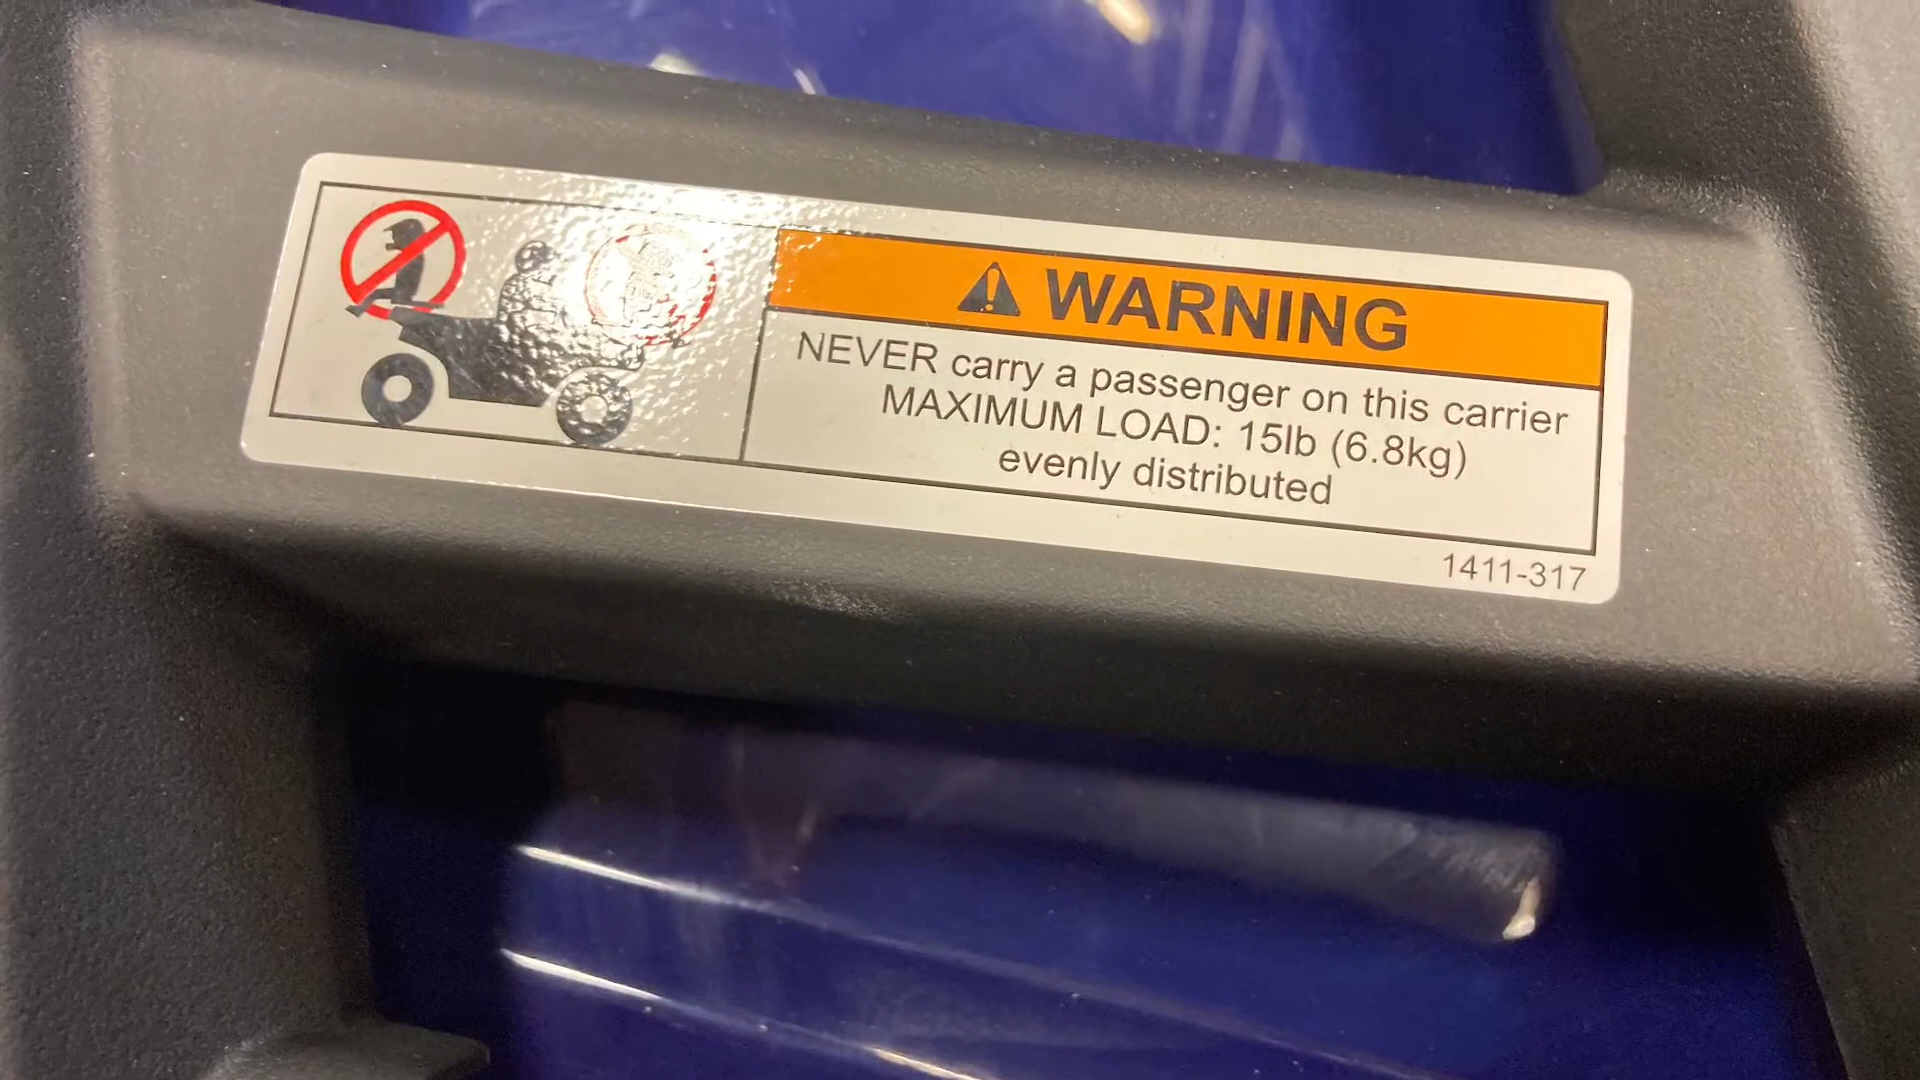 WARNING
NEVER carry a passenger on this carrier
MAXIMUM LOAD: 15lb (6.8kg)
evenly distributed
1411-317